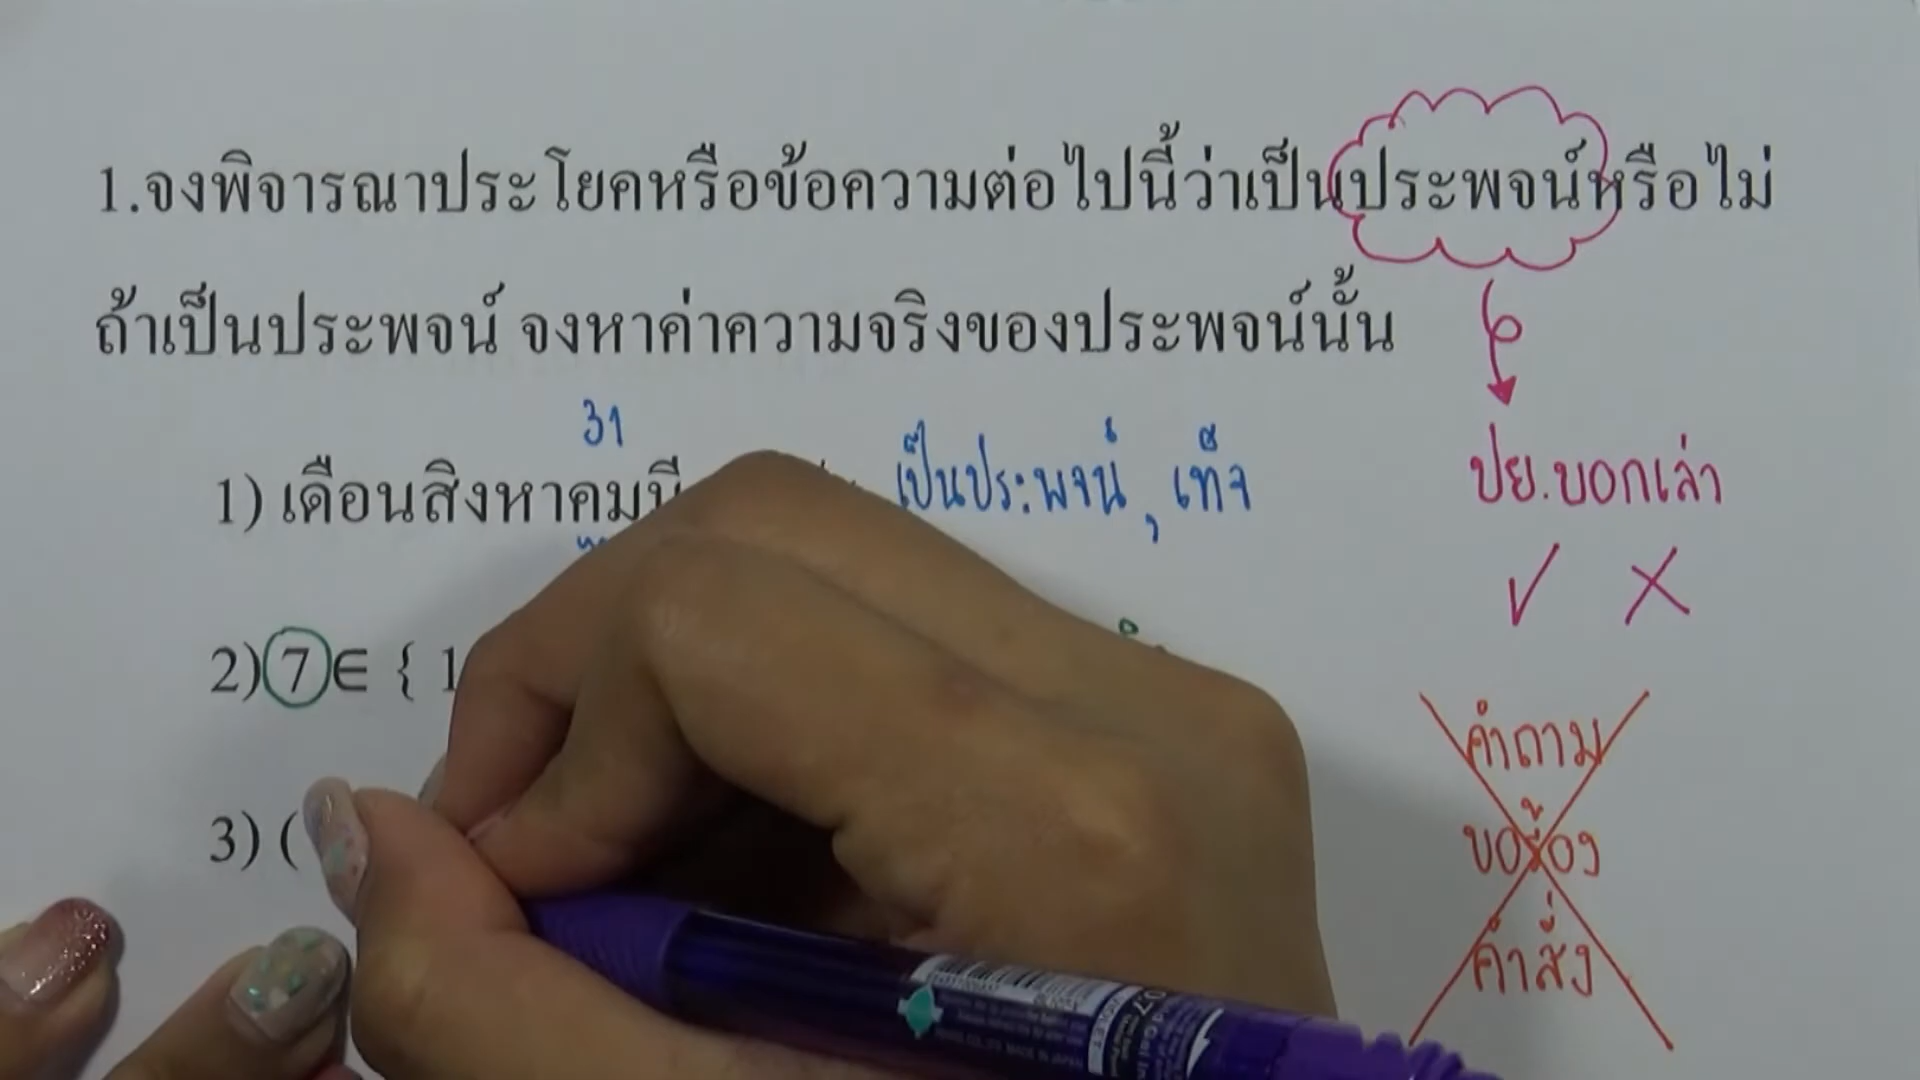 1.จงพิจารณาประโยคหรือข้อความต่อไปนี้ว่าเป็นประพจน์หรือไม่
ถ้าเป็นประพจน์ จงหาค่าความจริงของประพจน์นั้น
31
1) เดือนสิงหาคมมี เป็นประพจน์ , เท็จ
ปย.บอกเล่า
✓ ✗
2) 7 ∈ { 1
คำถาม
3) (
ขอร้อง
คำสั่ง
0.7